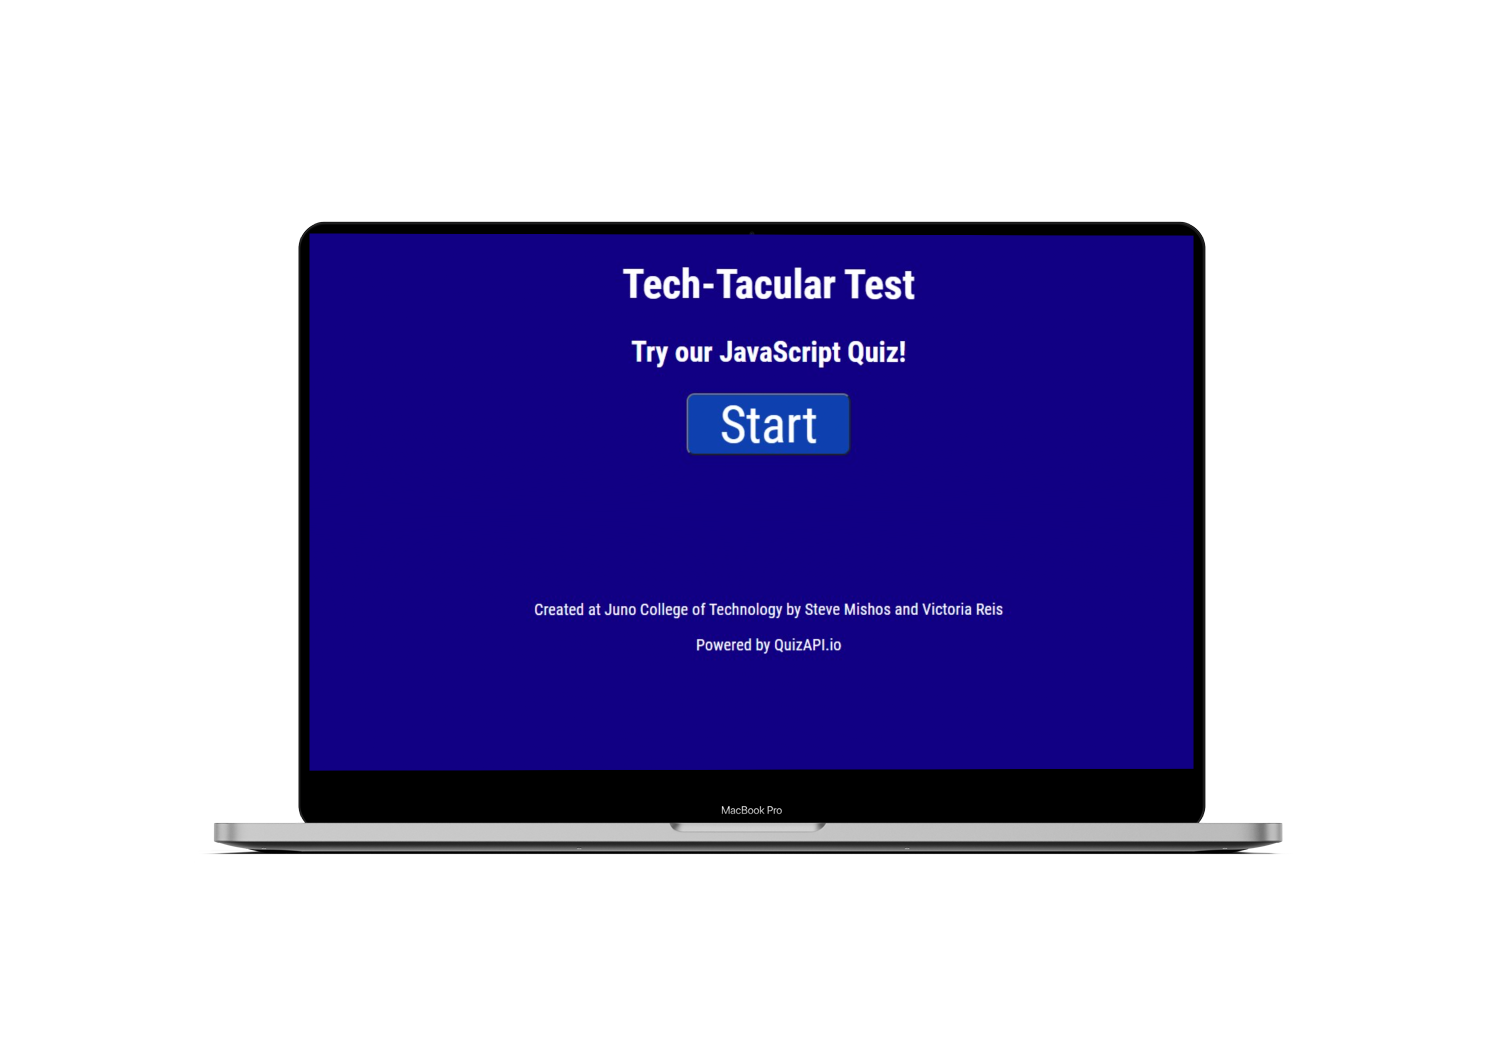 Tech-Tacular Test
Try our JavaScript Quiz!
Start
Created at Juno College of Technology by Steve Mishos and Victoria Reis
Powered by QuizAPI.io
MacBook Pro